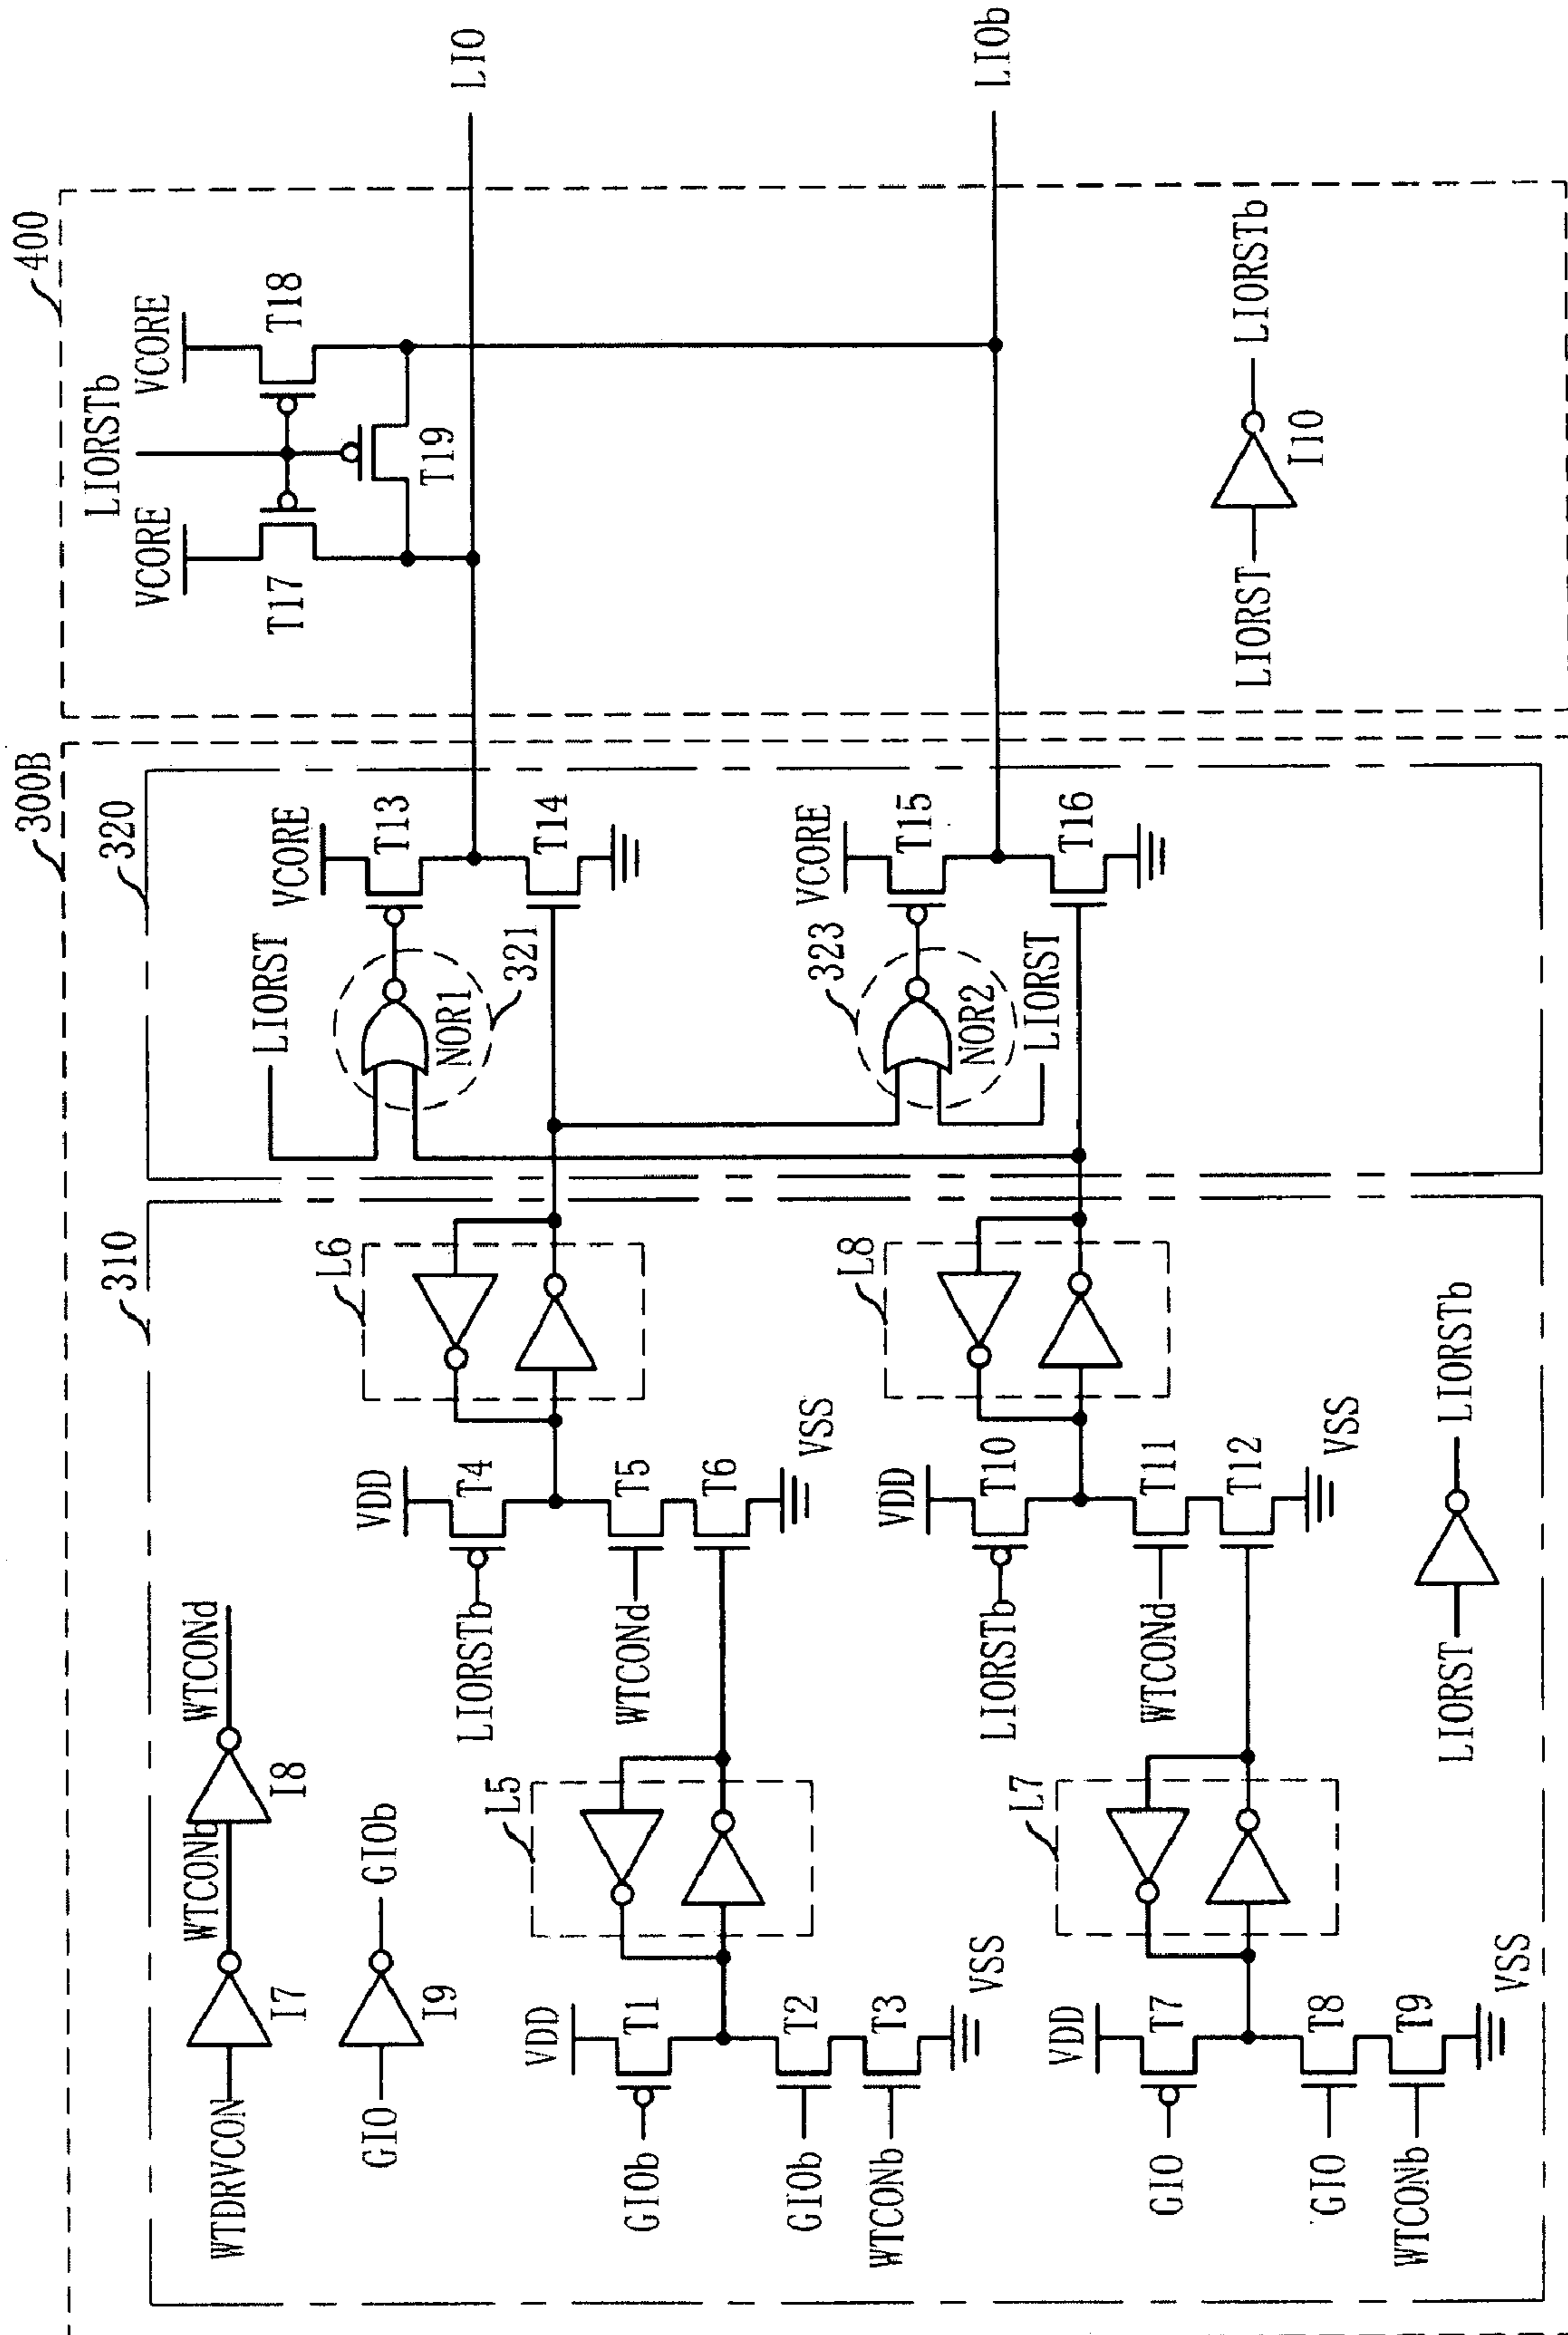 300B
310
WTDRVCON
I7
WTCONb
I8
WTCONd
GIO
I9
GIOb
VDD
GIOb
T1
GIOb
T2
WTCONb
T3
VSS
L5
VDD
LIORSTb
T4
WTCONd
T5
T6
VSS
L6
VDD
GIO
T7
GIO
T8
WTCONb
T9
VSS
L7
VDD
LIORSTb
T10
WTCONd
T11
T12
VSS
L8
LIORST
LIORSTb
320
LIORST
NOR1
321
VCORE
T13
T14
323
NOR2
LIORST
VCORE
T15
T16
400
LIORSTb
VCORE
VCORE
T17
T18
T19
LIO
LIOb
LIORST
I10
LIORSTb